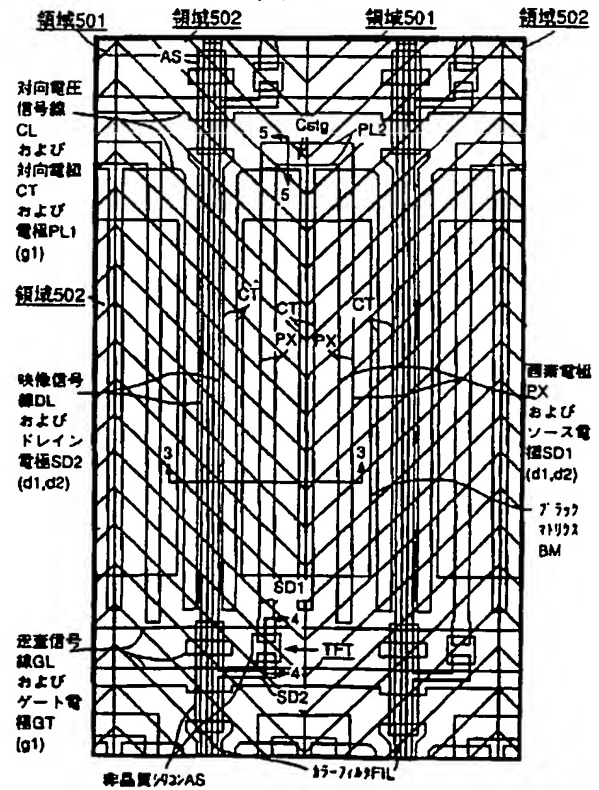 領域501
領域502
領域501
領域502
AS
対向電圧
信号線
CL
および
対向電極
CT
および
電極PL1
(g1)
Cstg
PL2
5
5
領域502
CT
CT
CT
PX
PX
映像信号
線DL
および
ドレイン
電極SD2
(d1,d2)
画素電極
PX
および
ソース電
極SD1
(d1,d2)
3
3
ブラック
マトリクス
BM
SD1
4
TFT
4
SD2
走査信号
線GL
および
ゲート電
極GT
(g1)
非晶質シリコンAS
カラーフィルタFIL